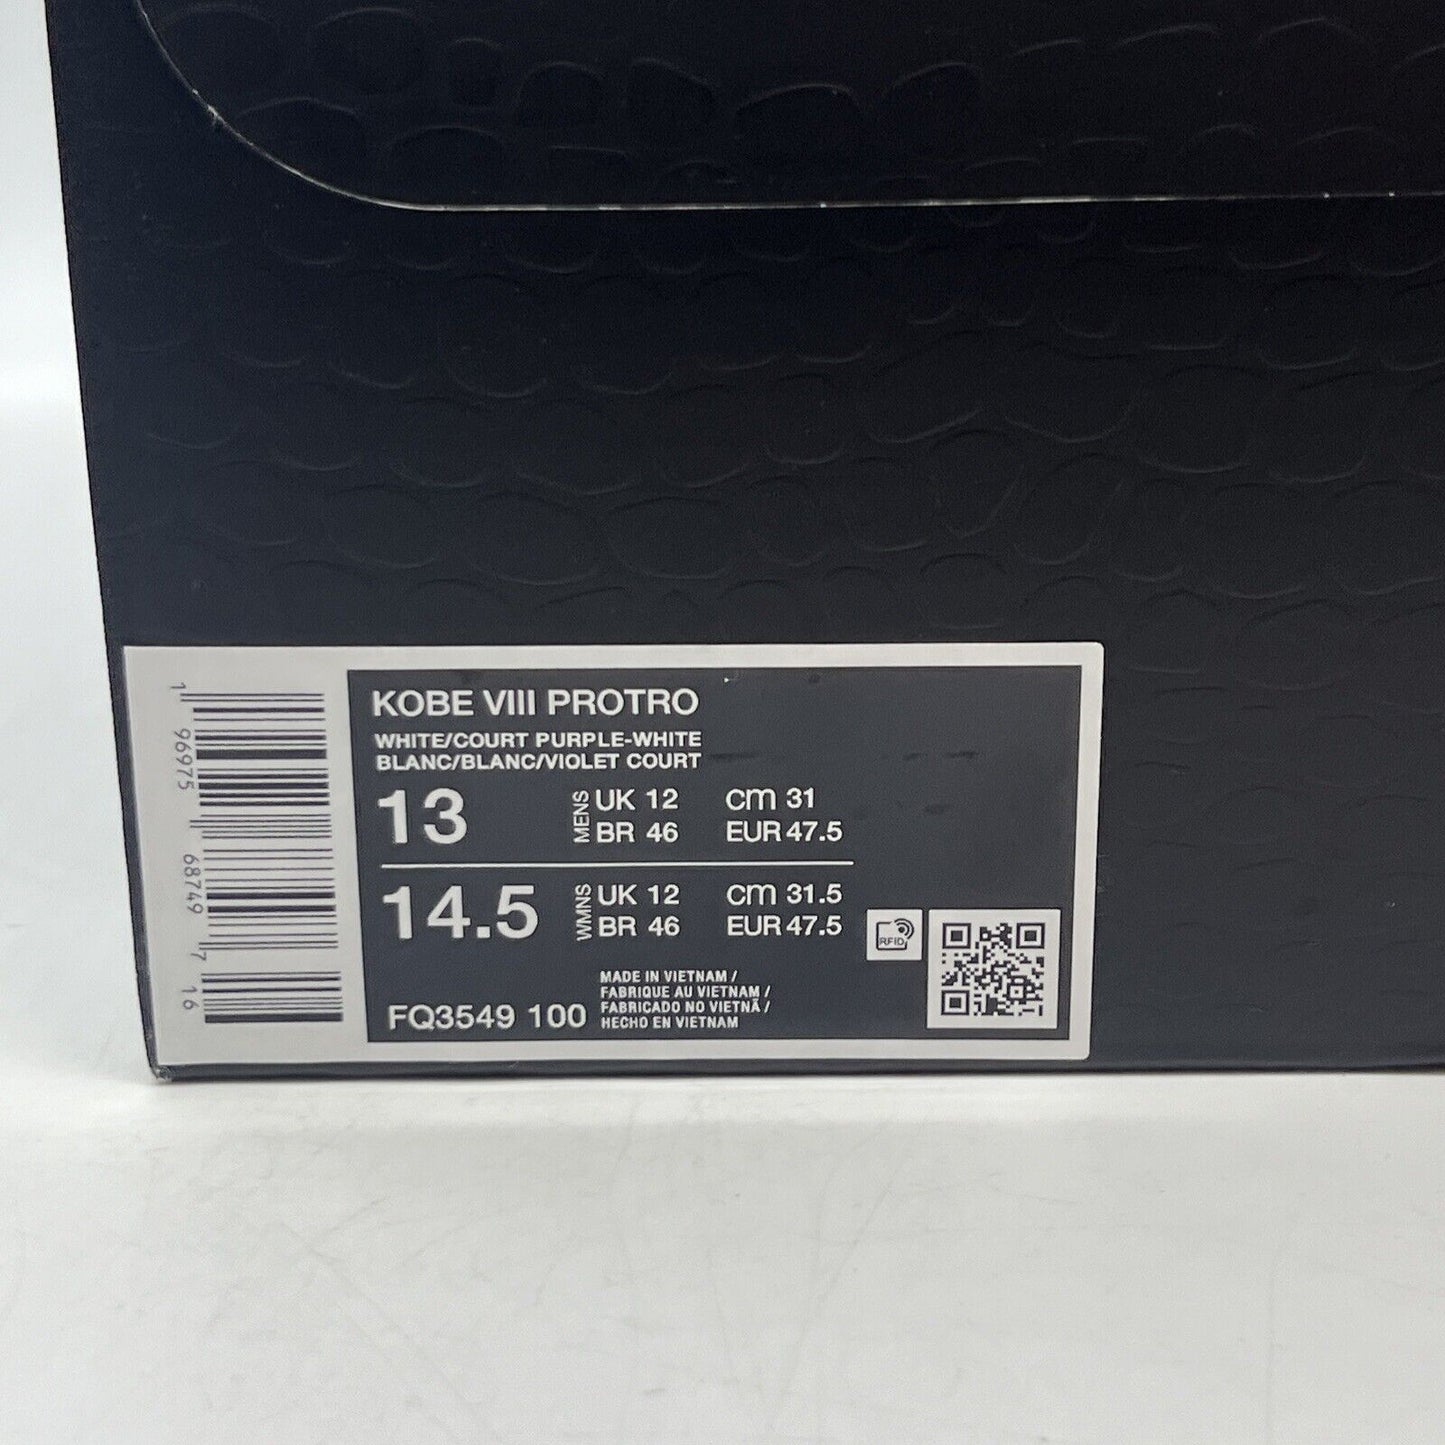 KOBE VIII PROTRO
WHITE/COURT PURPLE-WHITE
BLANC/BLANC/VIOLET COURT
13 MENS UK 12 cm 31
BR 46 EUR 47.5
14.5 WMNS UK 12 cm 31.5
BR 46 EUR 47.5
RFID
FQ3549 100
MADE IN VIETNAM /
FABRIQUE AU VIETNAM /
FABRICADO NO VIETNÃ /
HECHO EN VIETNAM
1 96975 68749 7 16